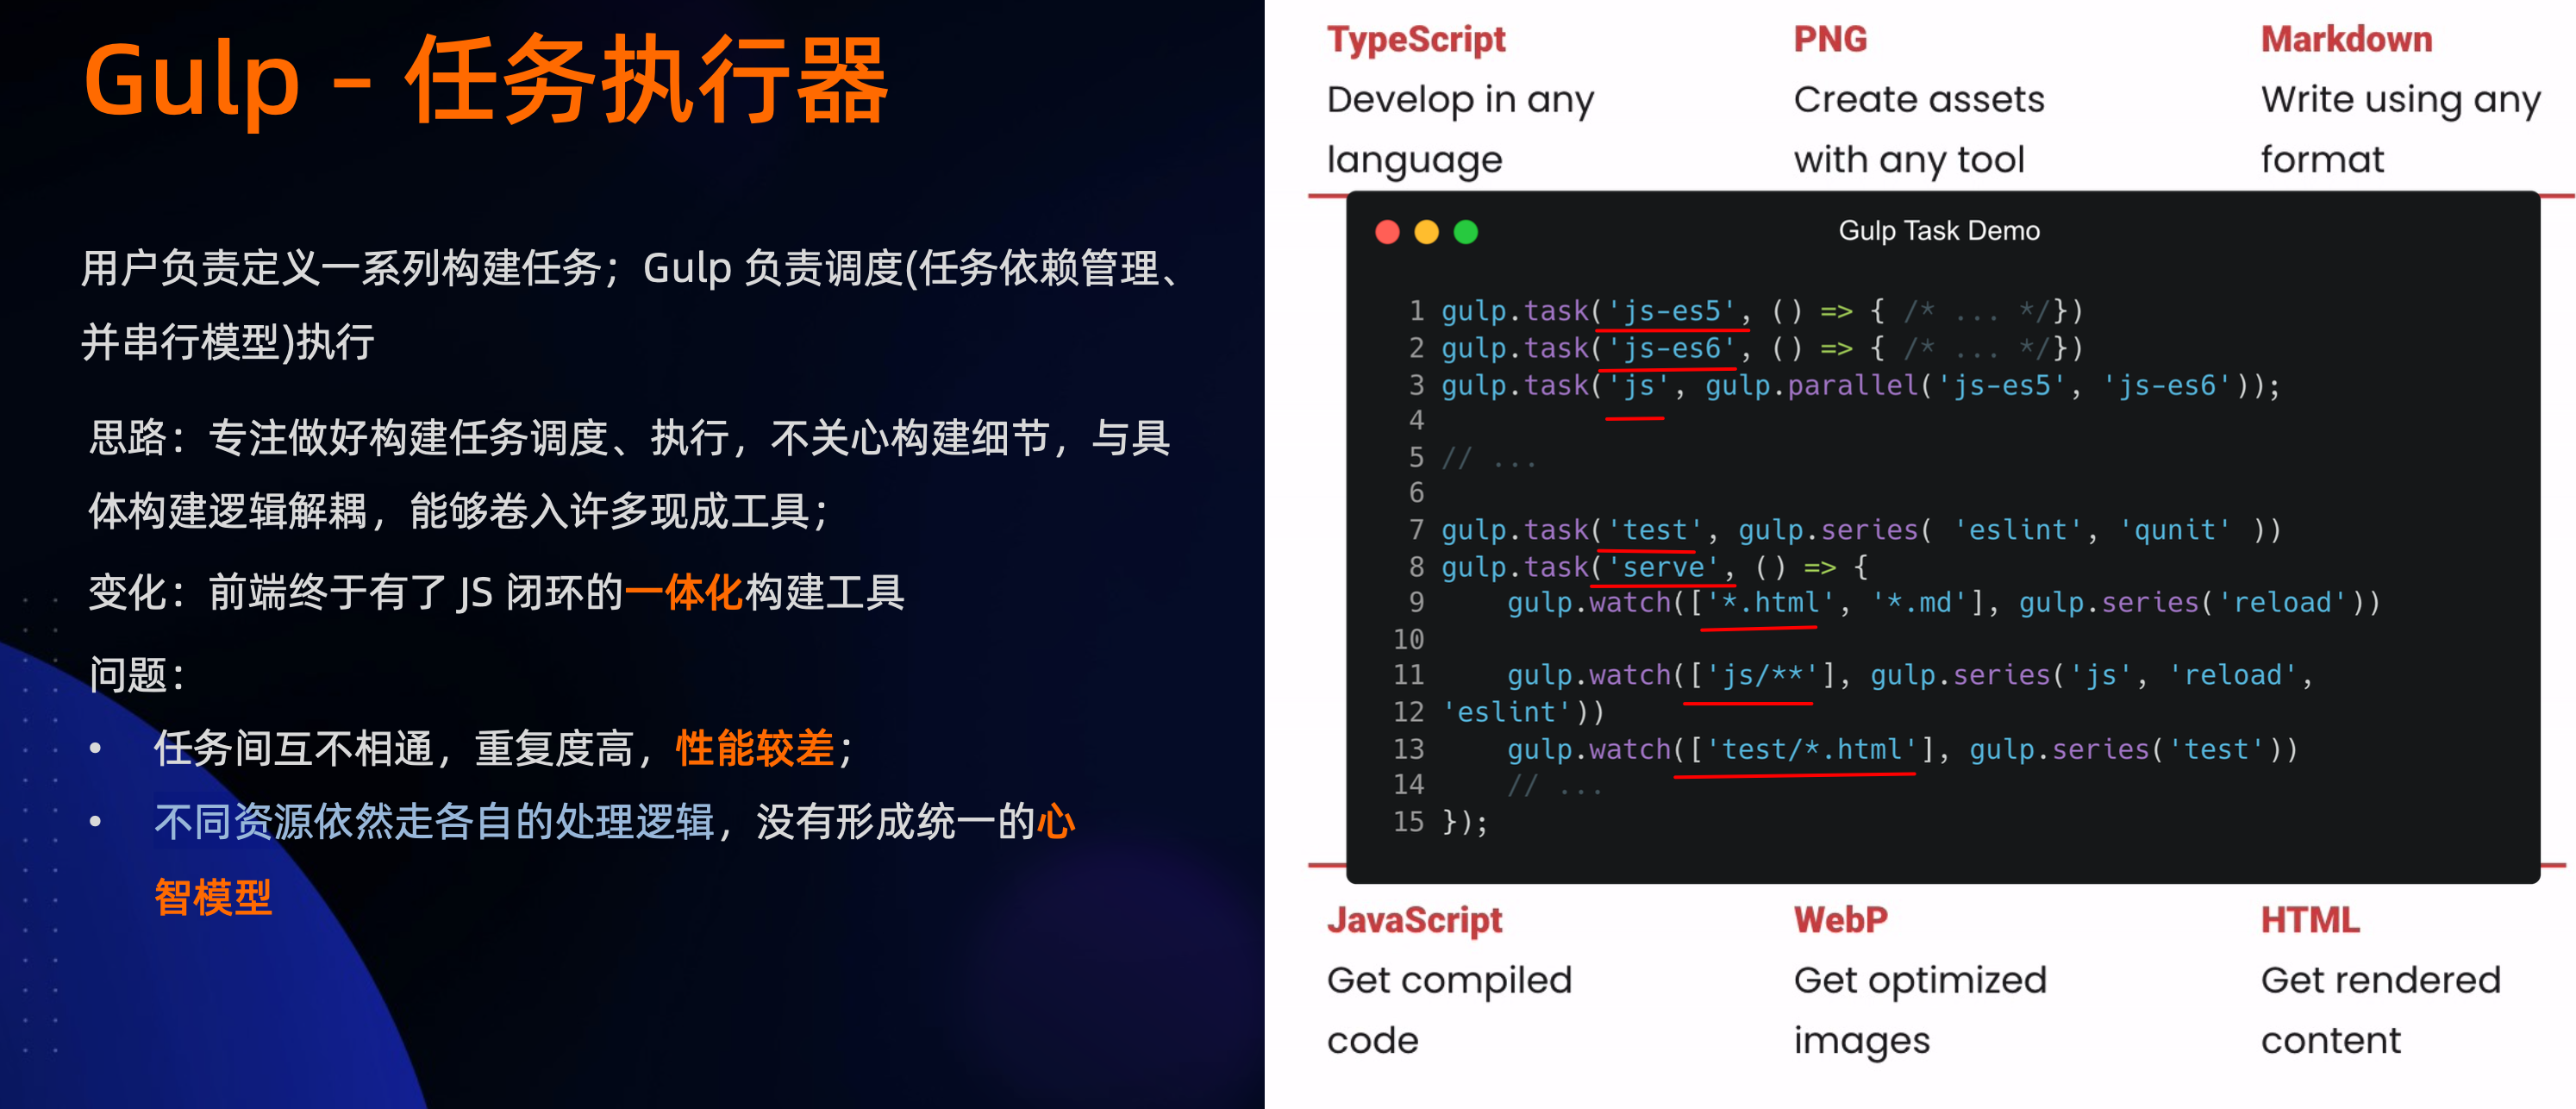 Gulp – 任务执行器
用户负责定义一系列构建任务；Gulp 负责调度(任务依赖管理、
并串行模型)执行
思路：专注做好构建任务调度、执行，不关心构建细节，与具
体构建逻辑解耦，能够卷入许多现成工具；
变化：前端终于有了 JS 闭环的一体化构建工具
问题：
• 任务间互不相通，重复度高，性能较差；
• 不同资源依然走各自的处理逻辑，没有形成统一的心
智模型
TypeScript
Develop in any
language
PNG
Create assets
with any tool
Markdown
Write using any
format
Gulp Task Demo
1 gulp.task('js-es5', () => { /* ... */})
2 gulp.task('js-es6', () => { /* ... */})
3 gulp.task('js', gulp.parallel('js-es5', 'js-es6'));
4
5 // ...
6
7 gulp.task('test', gulp.series( 'eslint', 'qunit' ))
8 gulp.task('serve', () => {
9     gulp.watch(['*.html', '*.md'], gulp.series('reload'))
10
11     gulp.watch(['js/**'], gulp.series('js', 'reload',
12 'eslint'))
13     gulp.watch(['test/*.html'], gulp.series('test'))
14     // ...
15 });
JavaScript
Get compiled
code
WebP
Get optimized
images
HTML
Get rendered
content